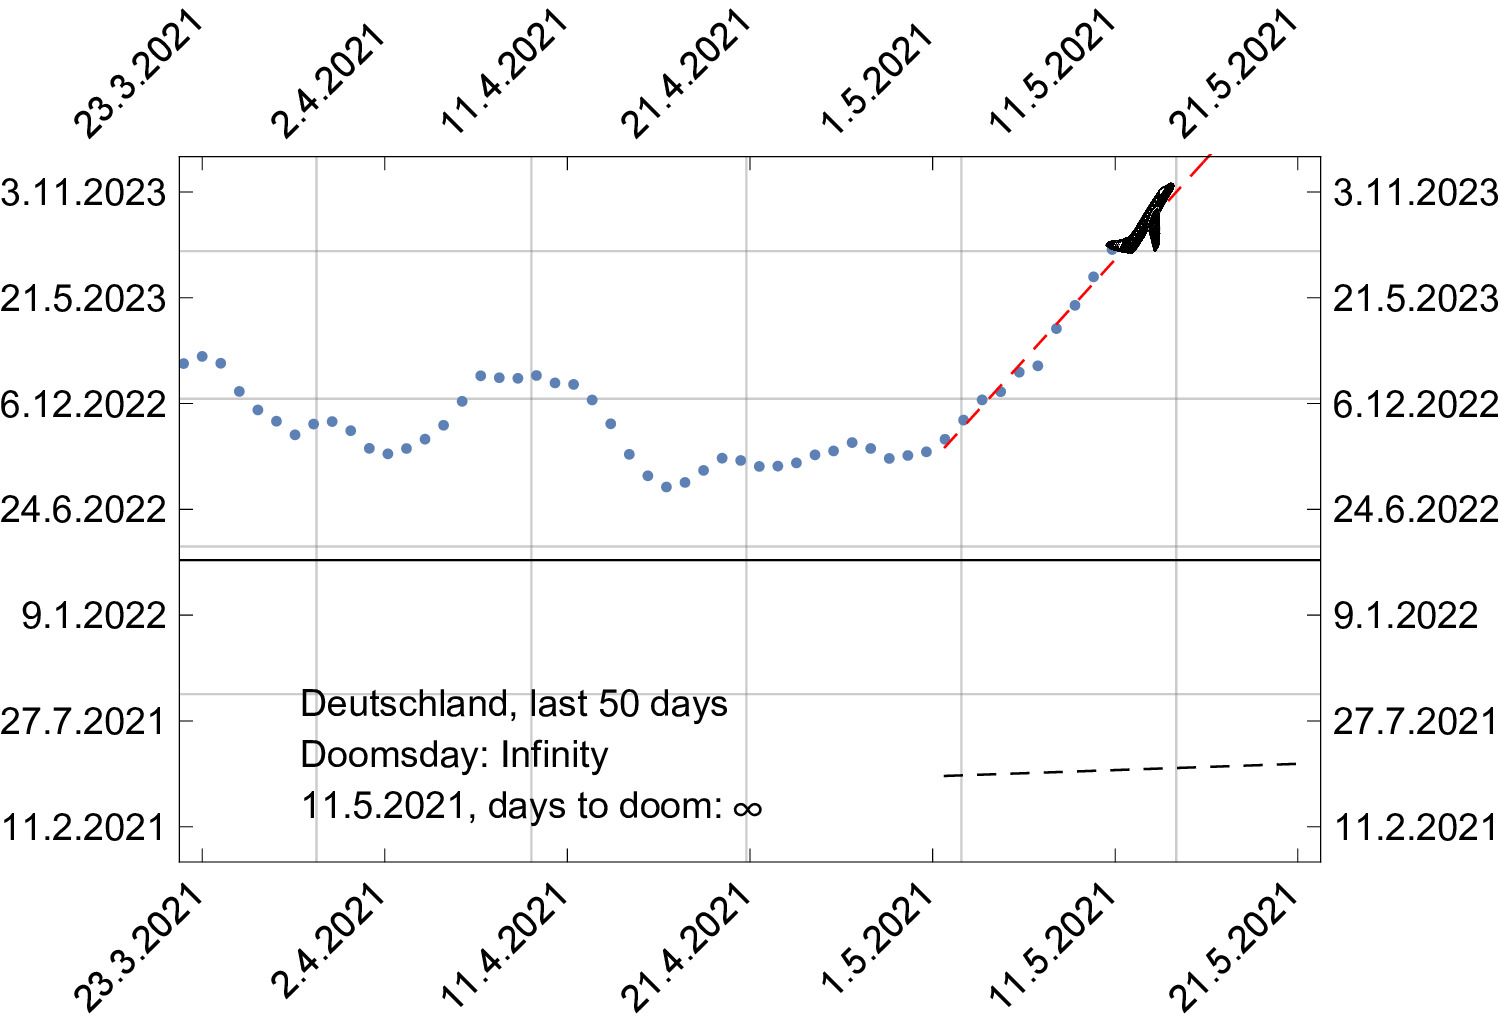 23.3.2021 2.4.2021 11.4.2021 21.4.2021 1.5.2021 11.5.2021 21.5.2021
3.11.2023 3.11.2023
21.5.2023 21.5.2023
6.12.2022 6.12.2022
24.6.2022 24.6.2022
9.1.2022 9.1.2022
Deutschland, last 50 days
27.7.2021 27.7.2021
Doomsday: Infinity
11.5.2021, days to doom: ∞
11.2.2021 11.2.2021
23.3.2021 2.4.2021 11.4.2021 21.4.2021 1.5.2021 11.5.2021 21.5.2021